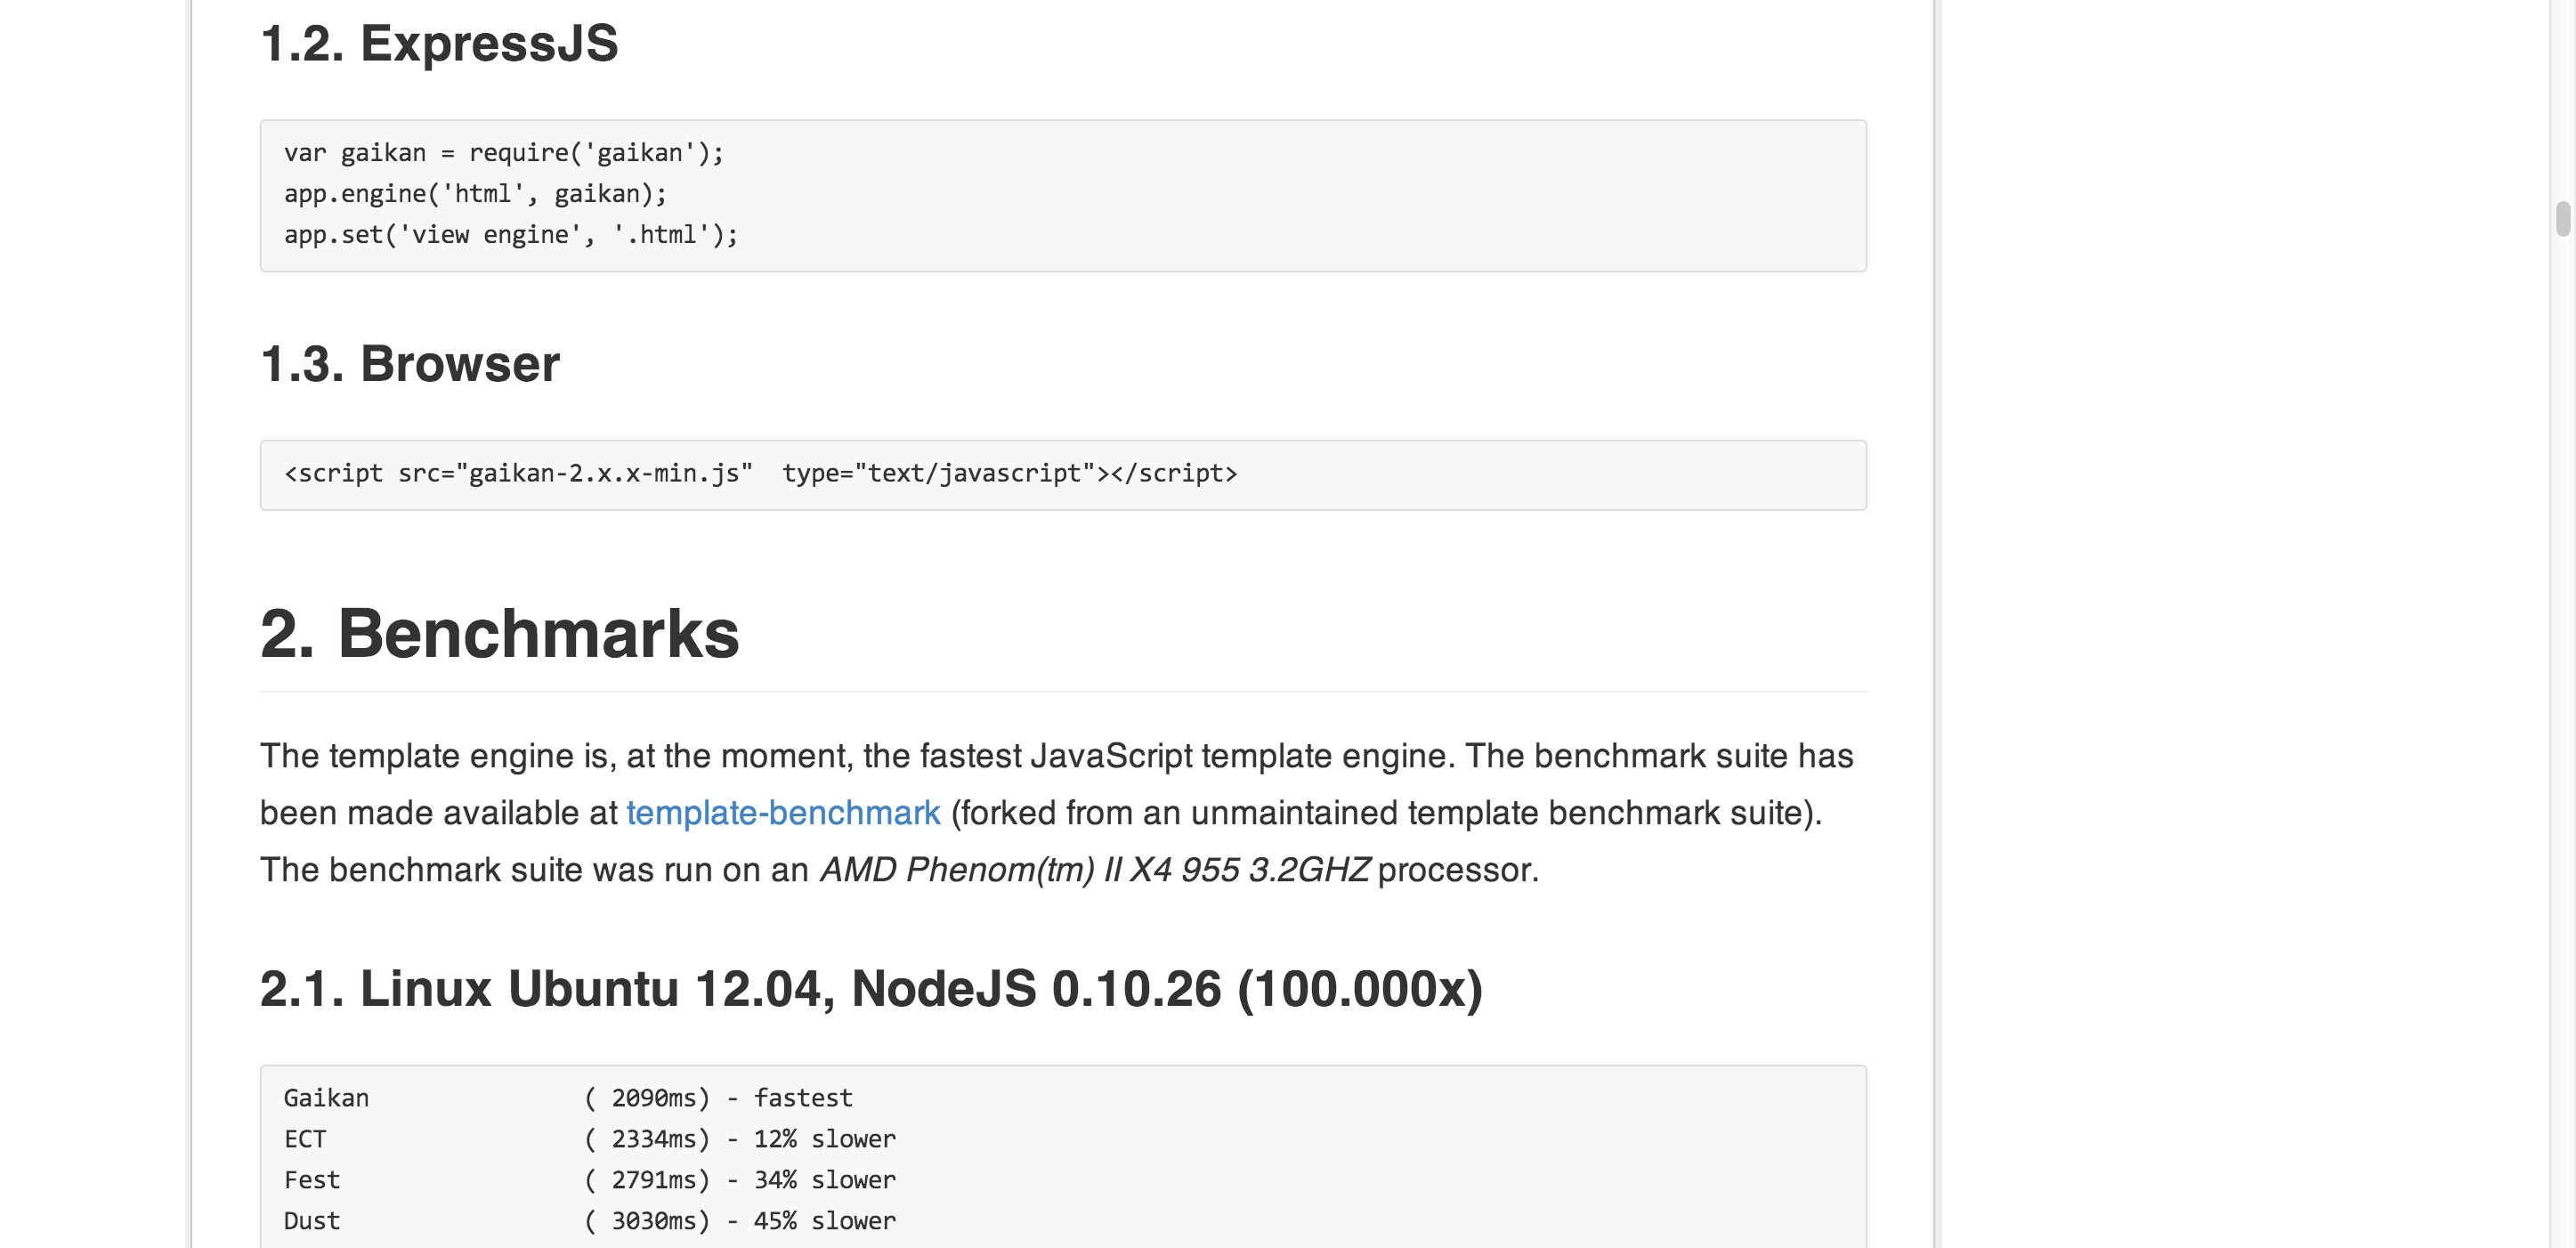 1.2. ExpressJS
var gaikan = require('gaikan');
app.engine('html', gaikan);
app.set('view engine', '.html');
1.3. Browser
<script src="gaikan-2.x.x-min.js"  type="text/javascript"></script>
2. Benchmarks
The template engine is, at the moment, the fastest JavaScript template engine. The benchmark suite has
been made available at template-benchmark (forked from an unmaintained template benchmark suite).
The benchmark suite was run on an AMD Phenom(tm) II X4 955 3.2GHZ processor.
2.1. Linux Ubuntu 12.04, NodeJS 0.10.26 (100.000x)
Gaikan               ( 2090ms) - fastest
ECT                  ( 2334ms) - 12% slower
Fest                 ( 2791ms) - 34% slower
Dust                 ( 3030ms) - 45% slower